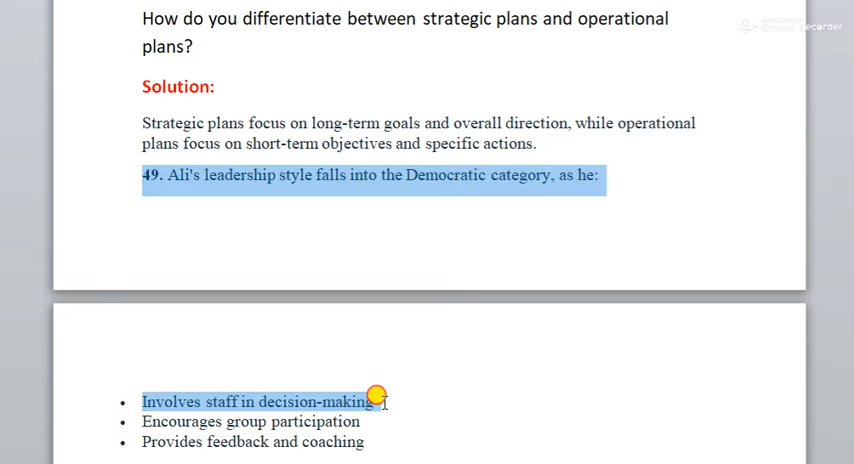 How do you differentiate between strategic plans and operational
plans?
Recorder
Solution:
Strategic plans focus on long-term goals and overall direction, while operational
plans focus on short-term objectives and specific actions.
49. Ali's leadership style falls into the Democratic category, as he:
• Involves staff in decision-making
• Encourages group participation
• Provides feedback and coaching